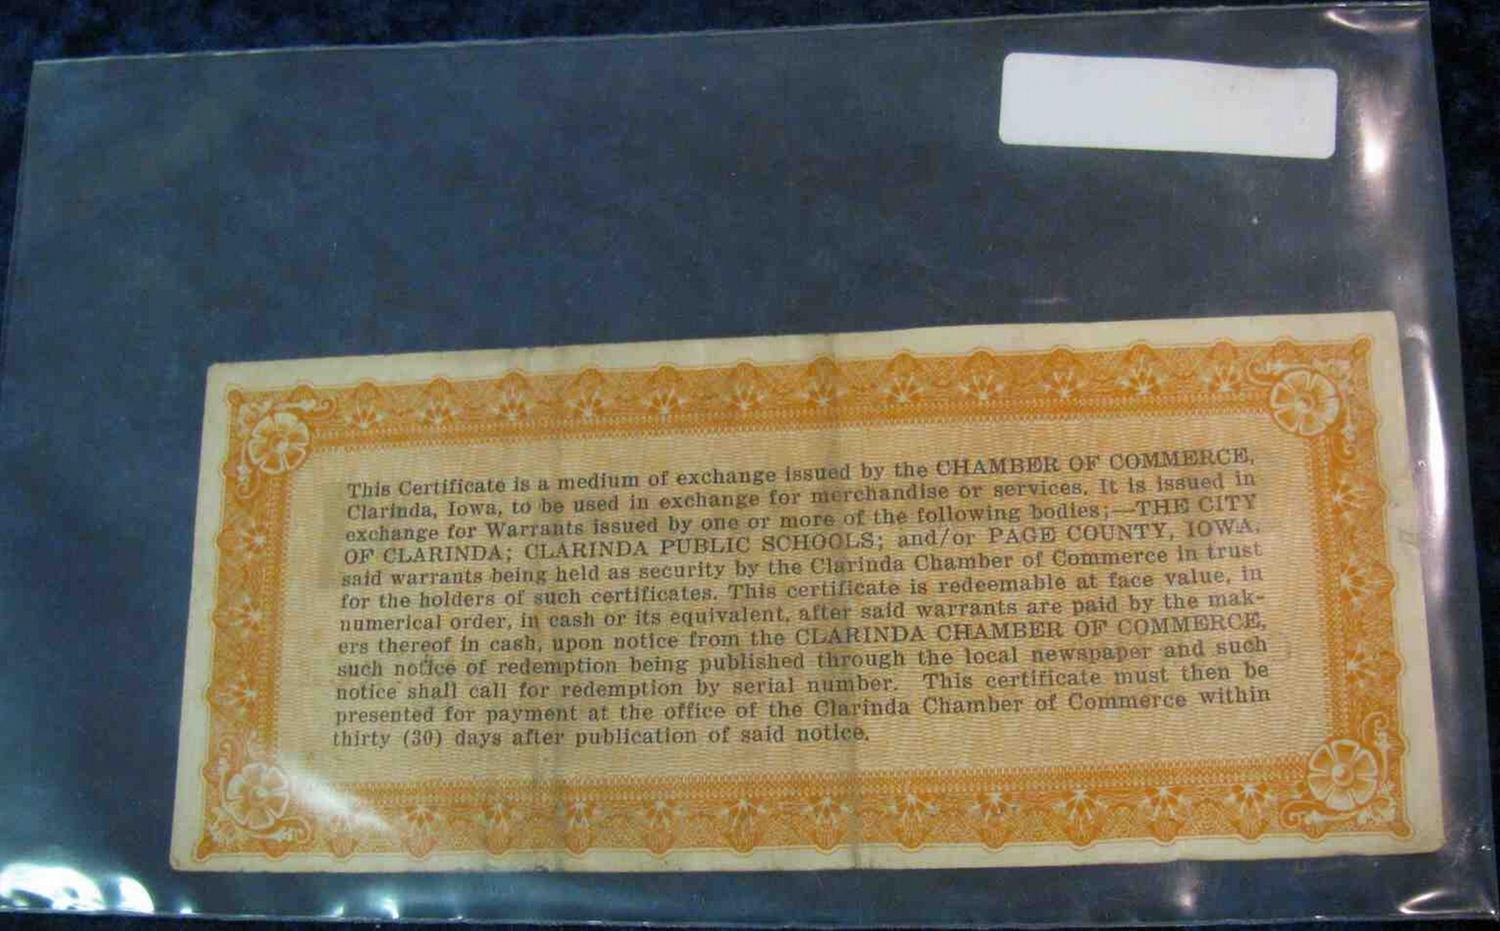 This Certificate is a medium of exchange issued by the CHAMBER OF COMMERCE,
Clarinda, Iowa, to be used in exchange for merchandise or services. It is issued in
exchange for Warrants issued by one or more of the following bodies;—THE CITY
OF CLARINDA; CLARINDA PUBLIC SCHOOLS; and/or PAGE COUNTY, IOWA,
said warrants being held as security by the Clarinda Chamber of Commerce in trust
for the holders of such certificates. This certificate is redeemable at face value, in
numerical order, in cash or its equivalent, after said warrants are paid by the mak-
ers thereof in cash, upon notice from the CLARINDA CHAMBER OF COMMERCE,
such notice of redemption being published through the local newspaper and such
notice shall call for redemption by serial number. This certificate must then be
presented for payment at the office of the Clarinda Chamber of Commerce within
thirty (30) days after publication of said notice.